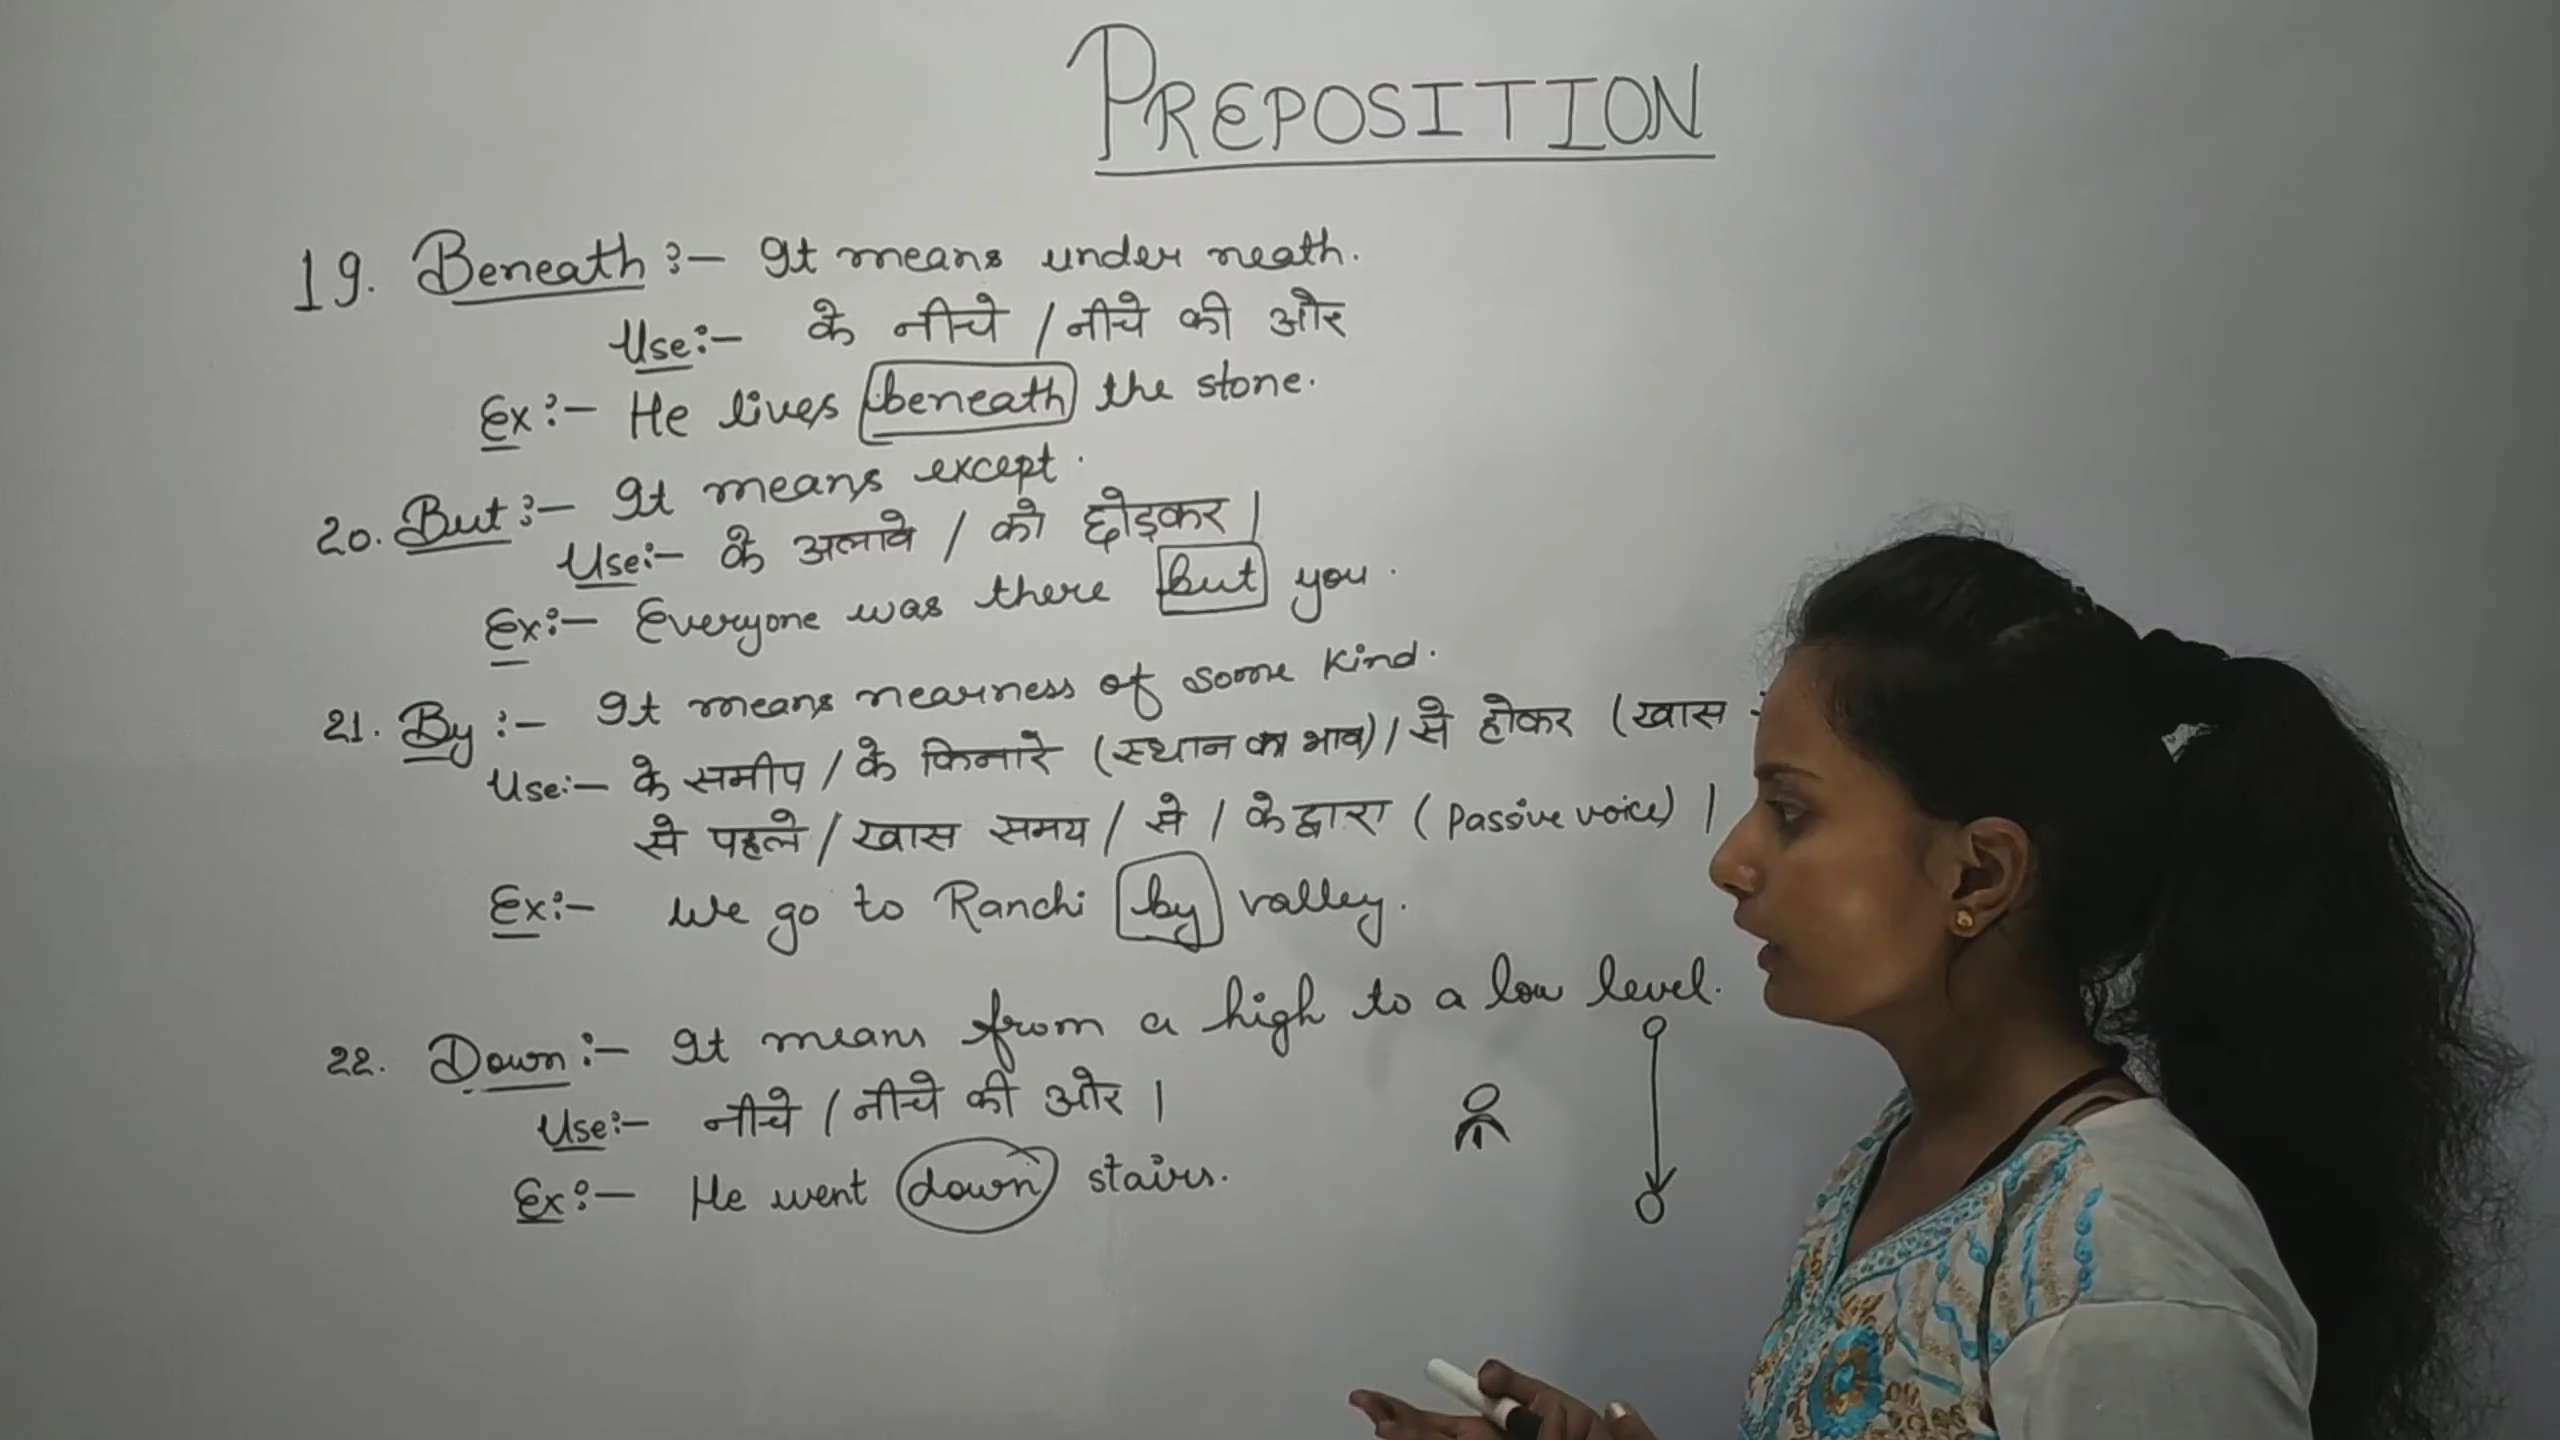 PREPOSITION
19. Beneath :- It means under neath.
Use:- के नीचे / नीचे की और
Ex:- He lives beneath the stone.
20. But:- It means except.
Use:- के अलावे / को छोड़कर |
Ex:- Everyone was there but you.
21. By:- It means nearness of some kind.
Use:- के समीप / के किनारे (स्थान का भाव) / से होकर (खास
से पहले / खास समय / से / के द्वारा (Passive voice) |
Ex:- We go to Ranchi by valley.
22. Down:- It means from a high to a low level.
Use:- नीचे / नीचे की ओर |
Ex:- He went down stairs.